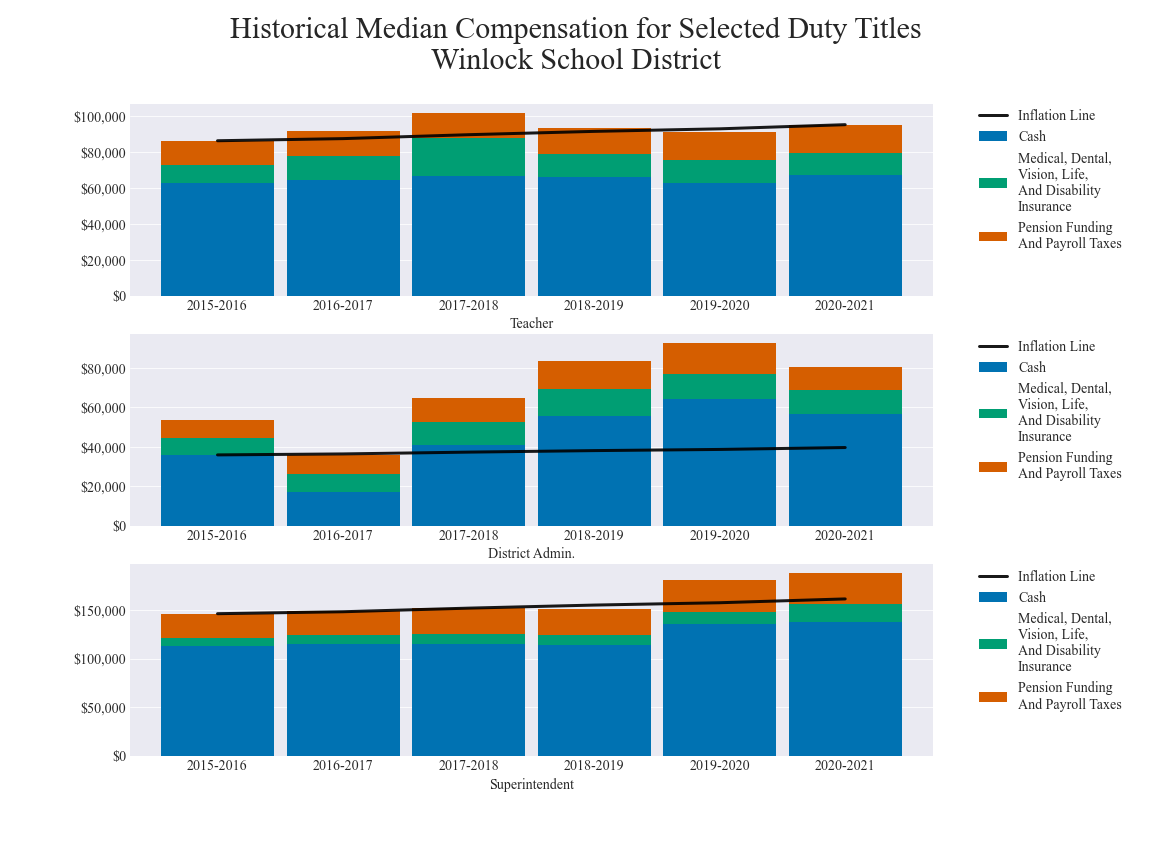 Historical Median Compensation for Selected Duty Titles
Winlock School District
$100,000
$80,000
$60,000
$40,000
$20,000
$0
2015-2016 2016-2017 2017-2018 2018-2019 2019-2020 2020-2021
Teacher
Inflation Line
Cash
Medical, Dental,
Vision, Life,
And Disability
Insurance
Pension Funding
And Payroll Taxes
$80,000
$60,000
$40,000
$20,000
$0
2015-2016 2016-2017 2017-2018 2018-2019 2019-2020 2020-2021
District Admin.
Inflation Line
Cash
Medical, Dental,
Vision, Life,
And Disability
Insurance
Pension Funding
And Payroll Taxes
$150,000
$100,000
$50,000
$0
2015-2016 2016-2017 2017-2018 2018-2019 2019-2020 2020-2021
Superintendent
Inflation Line
Cash
Medical, Dental,
Vision, Life,
And Disability
Insurance
Pension Funding
And Payroll Taxes